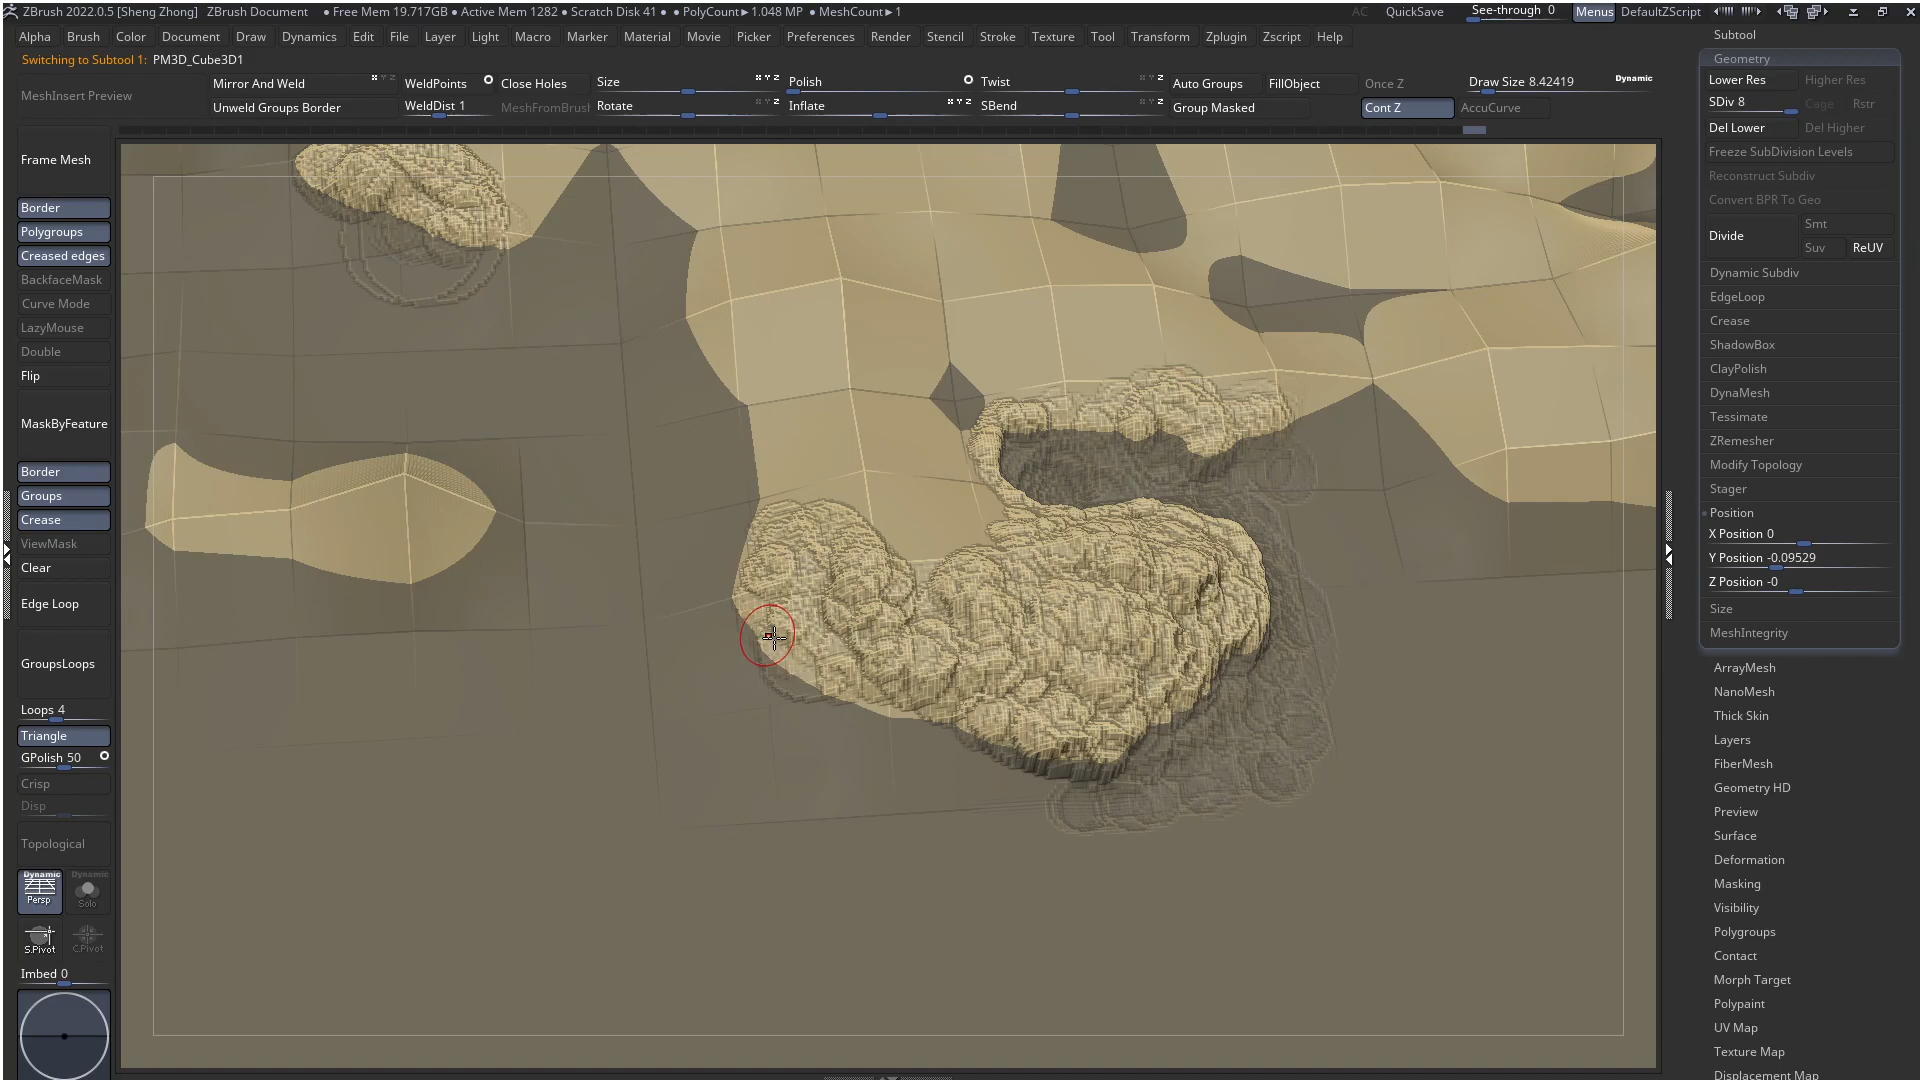 ZBrush 2022.0.5 [Sheng Zhong] ZBrush Document • Free Mem 19.717GB • Active Mem 1282 • Scratch Disk 41 • • PolyCount► 1.048 MP • MeshCount► 1 AC QuickSave See-through 0 Menus DefaultZScript
Alpha Brush Color Document Draw Dynamics Edit File Layer Light Macro Marker Material Movie Picker Preferences Render Stencil Stroke Texture Tool Transform Zplugin Zscript Help
Switching to Subtool 1: PM3D_Cube3D1
MeshInsert Preview
Mirror And Weld
Unweld Groups Border
WeldPoints
WeldDist 1
Close Holes
MeshFromBrush
Size
Rotate
Polish
Inflate
Twist
SBend
Auto Groups
Group Masked
FillObject
Once Z
Cont Z
Draw Size 8.42419
Dynamic
AccuCurve
Frame Mesh
Border
Polygroups
Creased edges
BackfaceMask
Curve Mode
LazyMouse
Double
Flip
MaskByFeature
Border
Groups
Crease
ViewMask
Clear
Edge Loop
GroupsLoops
Loops 4
Triangle
GPolish 50
Crisp
Disp
Topological
Dynamic
Persp
Dynamic
Solo
S.Pivot
C.Pivot
Imbed 0
Subtool
Geometry
Lower Res Higher Res
SDiv 8 Cage Rstr
Del Lower Del Higher
Freeze SubDivision Levels
Reconstruct Subdiv
Convert BPR To Geo
Divide
Smt
Suv ReUV
Dynamic Subdiv
EdgeLoop
Crease
ShadowBox
ClayPolish
DynaMesh
Tessimate
ZRemesher
Modify Topology
Stager
Position
X Position 0
Y Position -0.09529
Z Position -0
Size
MeshIntegrity
ArrayMesh
NanoMesh
Thick Skin
Layers
FiberMesh
Geometry HD
Preview
Surface
Deformation
Masking
Visibility
Polygroups
Contact
Morph Target
Polypaint
UV Map
Texture Map
Displacement Map